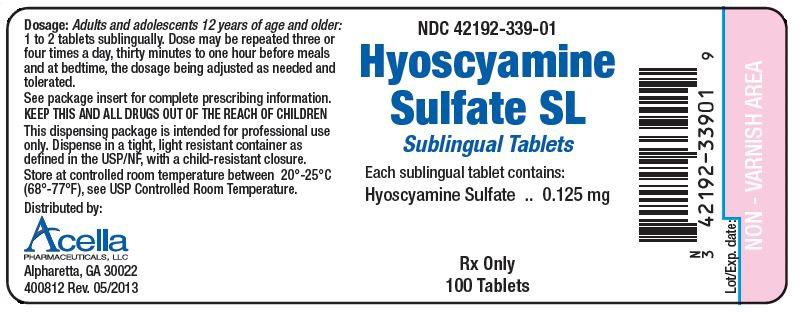 Dosage: Adults and adolescents 12 years of age and older:
1 to 2 tablets sublingually. Dose may be repeated three or
four times a day, thirty minutes to one hour before meals
and at bedtime, the dosage being adjusted as needed and
tolerated.
See package insert for complete prescribing information.
KEEP THIS AND ALL DRUGS OUT OF THE REACH OF CHILDREN
This dispensing package is intended for professional use
only. Dispense in a tight, light resistant container as
defined in the USP/NF, with a child-resistant closure.
Store at controlled room temperature between 20°-25°C
(68°-77°F), see USP Controlled Room Temperature.
Distributed by:
Acella
PHARMACEUTICALS, LLC
Alpharetta, GA 30022
400812 Rev. 05/2013
NDC 42192-339-01
Hyoscyamine
Sulfate SL
Sublingual Tablets
Each sublingual tablet contains:
Hyoscyamine Sulfate .. 0.125 mg
Rx Only
100 Tablets
N
3 42192-33901 9
Lot/Exp. date:
NON - VARNISH AREA